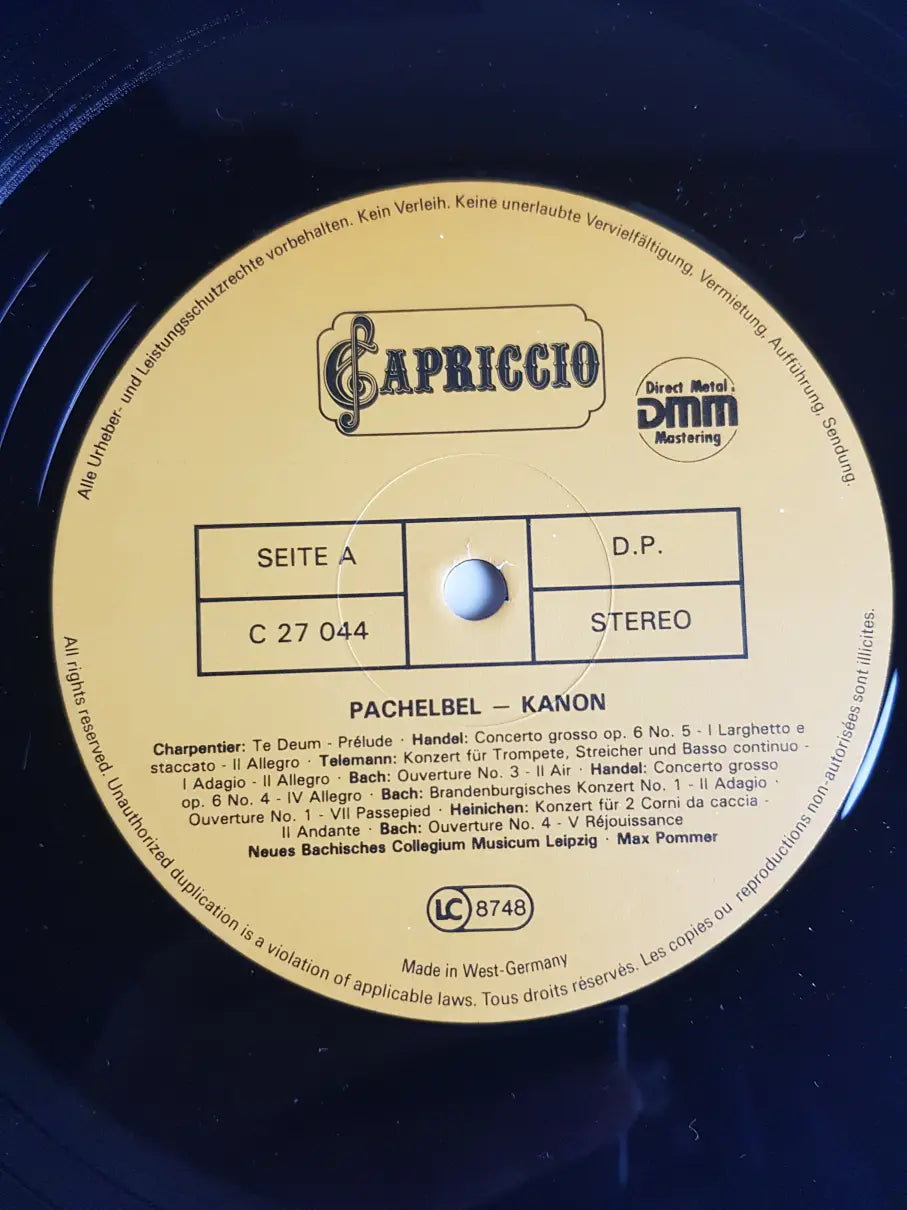 Alle Urheber- und Leistungsschutzrechte vorbehalten. Kein Verleih. Keine unerlaubte Vervielfältigung, Vermietung, Aufführung, Sendung.
CAPRICCIO
Direct Metal
DMM
Mastering
SEITE A
D.P.
C 27 044
STEREO
PACHELBEL – KANON
Charpentier: Te Deum - Prélude · Handel: Concerto grosso op. 6 No. 5 - I Larghetto e
staccato - II Allegro · Telemann: Konzert für Trompete, Streicher und Basso continuo -
I Adagio - II Allegro · Bach: Ouverture No. 3 - II Air · Handel: Concerto grosso
op. 6 No. 4 - IV Allegro · Bach: Brandenburgisches Konzert No. 1 - II Adagio ·
Ouverture No. 1 - VII Passepied · Heinichen: Konzert für 2 Corni da caccia -
II Andante · Bach: Ouverture No. 4 - V Réjouissance
Neues Bachisches Collegium Musicum Leipzig · Max Pommer
LC 8748
Made in West-Germany
All rights reserved. Unauthorized duplication is a violation of applicable laws. Tous droits réservés. Les copies ou reproductions non-autorisées sont illicites.